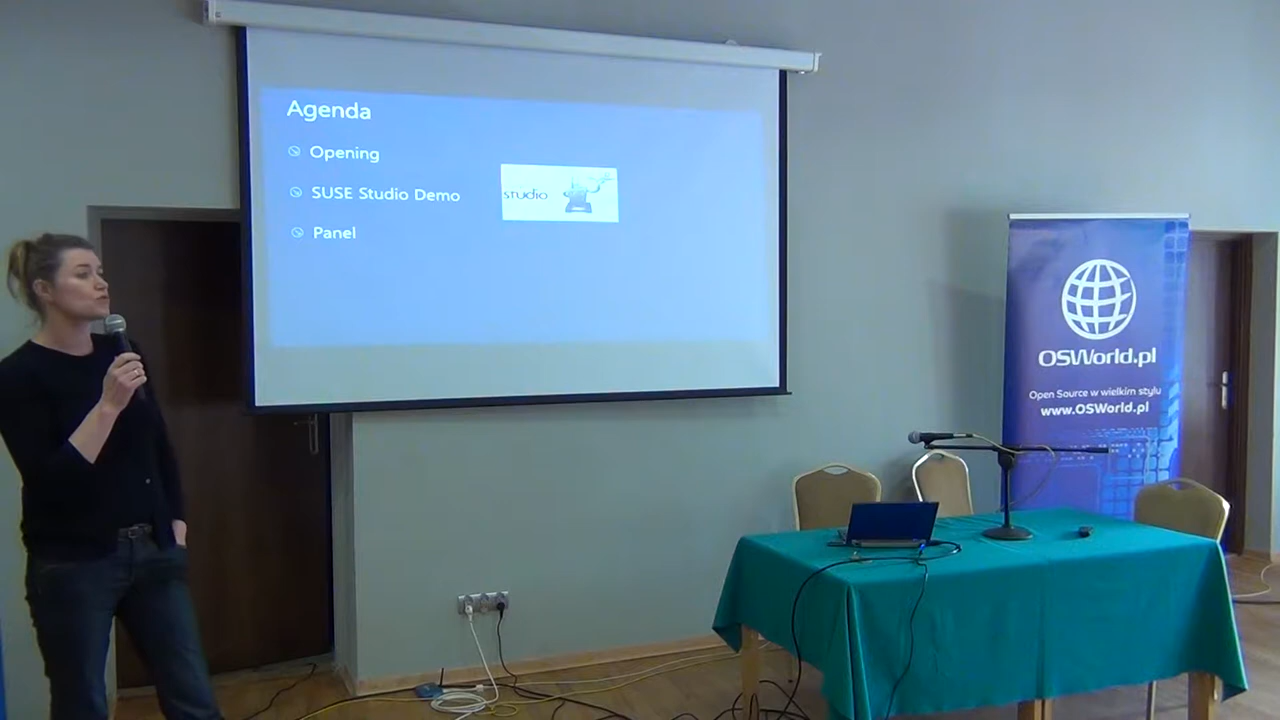 Agenda
Opening
SUSE Studio Demo
Panel
studio
OSWorld.pl
Open Source w wielkim stylu
www.OSWorld.pl